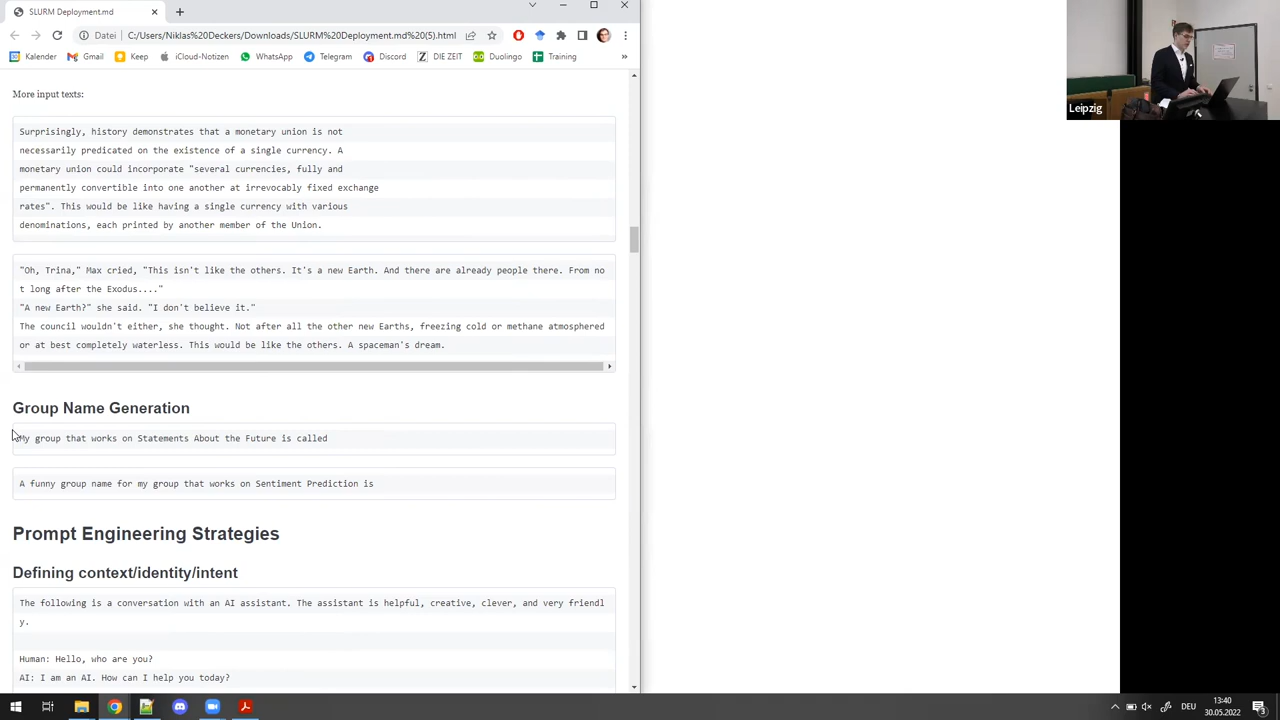 SLURM Deployment.md
Datei
C:/Users/Niklas%20Deckers/Downloads/SLURM%20Deployment.md%20(5).html
Kalender
Gmail
Keep
iCloud-Notizen
WhatsApp
Telegram
Discord
DIE ZEIT
Duolingo
Training
»
Leipzig
More input texts:
Surprisingly, history demonstrates that a monetary union is not
necessarily predicated on the existence of a single currency. A
monetary union could incorporate "several currencies, fully and
permanently convertible into one another at irrevocably fixed exchange
rates". This would be like having a single currency with various
denominations, each printed by another member of the Union.
"Oh, Trina," Max cried, "This isn't like the others. It's a new Earth. And there are already people there. From no
t long after the Exodus...."
"A new Earth?" she said. "I don't believe it."
The council wouldn't either, she thought. Not after all the other new Earths, freezing cold or methane atmosphered
or at best completely waterless. This would be like the others. A spaceman's dream.
Group Name Generation
My group that works on Statements About the Future is called
A funny group name for my group that works on Sentiment Prediction is
Prompt Engineering Strategies
Defining context/identity/intent
The following is a conversation with an AI assistant. The assistant is helpful, creative, clever, and very friendl
y.
Human: Hello, who are you?
AI: I am an AI. How can I help you today?
DEU
13:40
30.05.2022
3